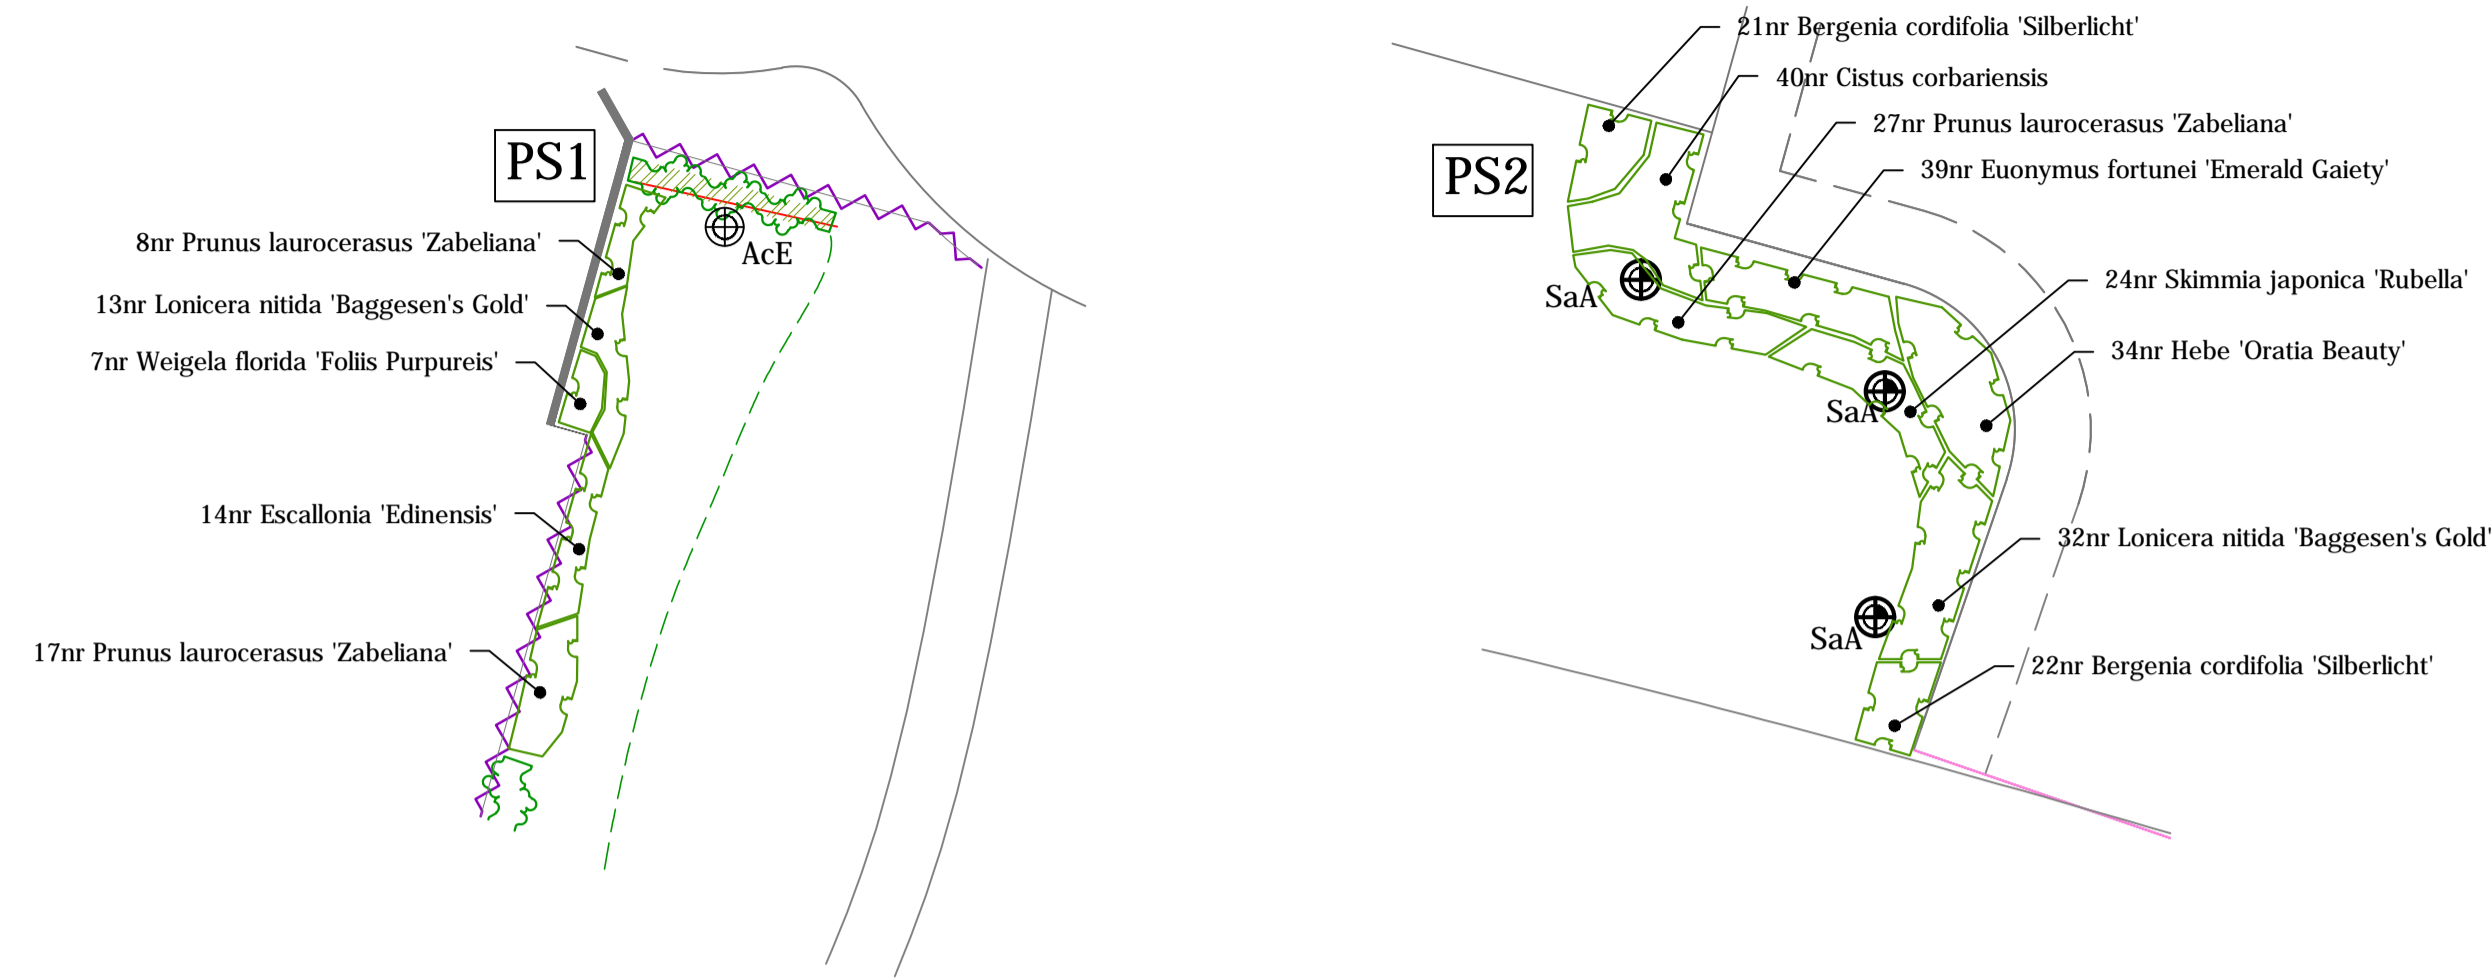 PS1
AcE
8nr Prunus laurocerasus 'Zabeliana'
13nr Lonicera nitida 'Baggesen's Gold'
7nr Weigela florida 'Foliis Purpureis'
14nr Escallonia 'Edinensis'
17nr Prunus laurocerasus 'Zabeliana'
PS2
21nr Bergenia cordifolia 'Silberlicht'
40nr Cistus corbariensis
27nr Prunus laurocerasus 'Zabeliana'
39nr Euonymus fortunei 'Emerald Gaiety'
24nr Skimmia japonica 'Rubella'
SaA
34nr Hebe 'Oratia Beauty'
SaA
32nr Lonicera nitida 'Baggesen's Gold'
SaA
22nr Bergenia cordifolia 'Silberlicht'